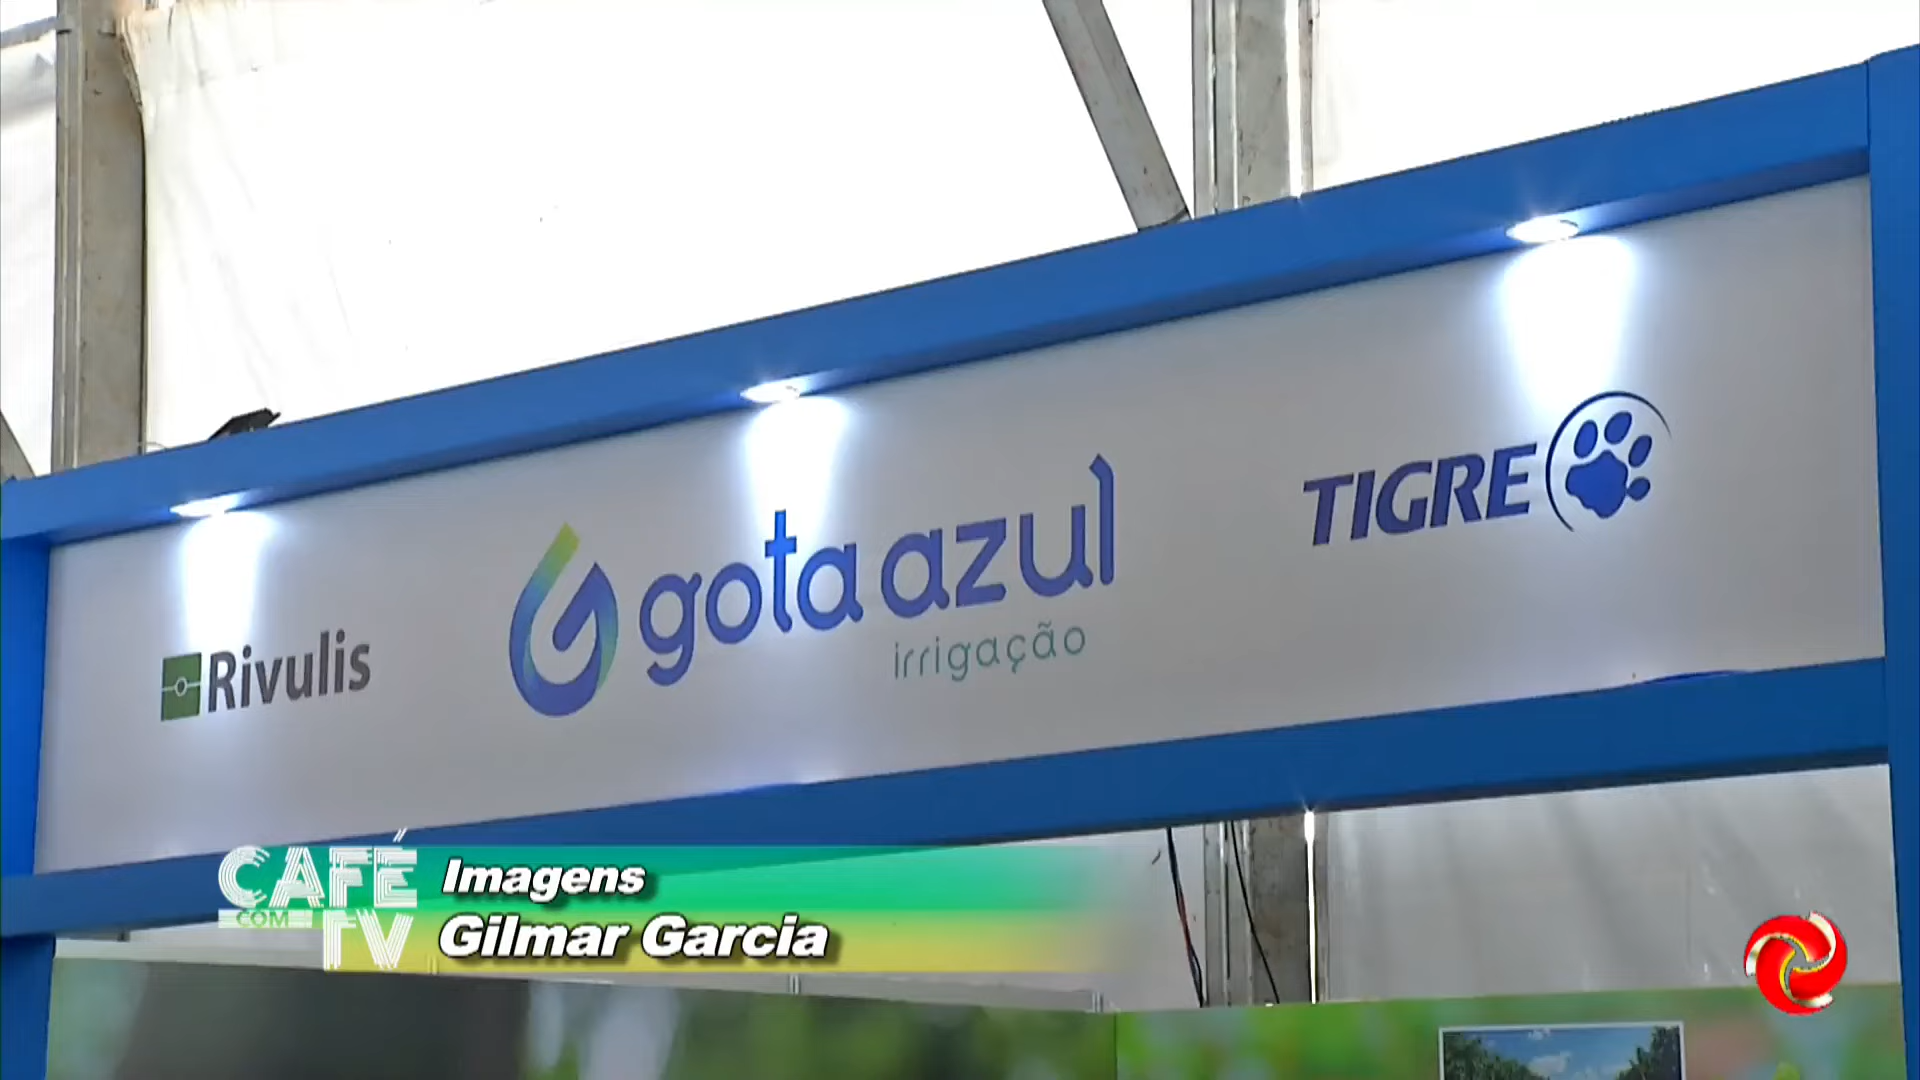 Rivulis
gota azul
irrigação
TIGRE
CAFÉ
COM
TV
Imagens
Gilmar Garcia